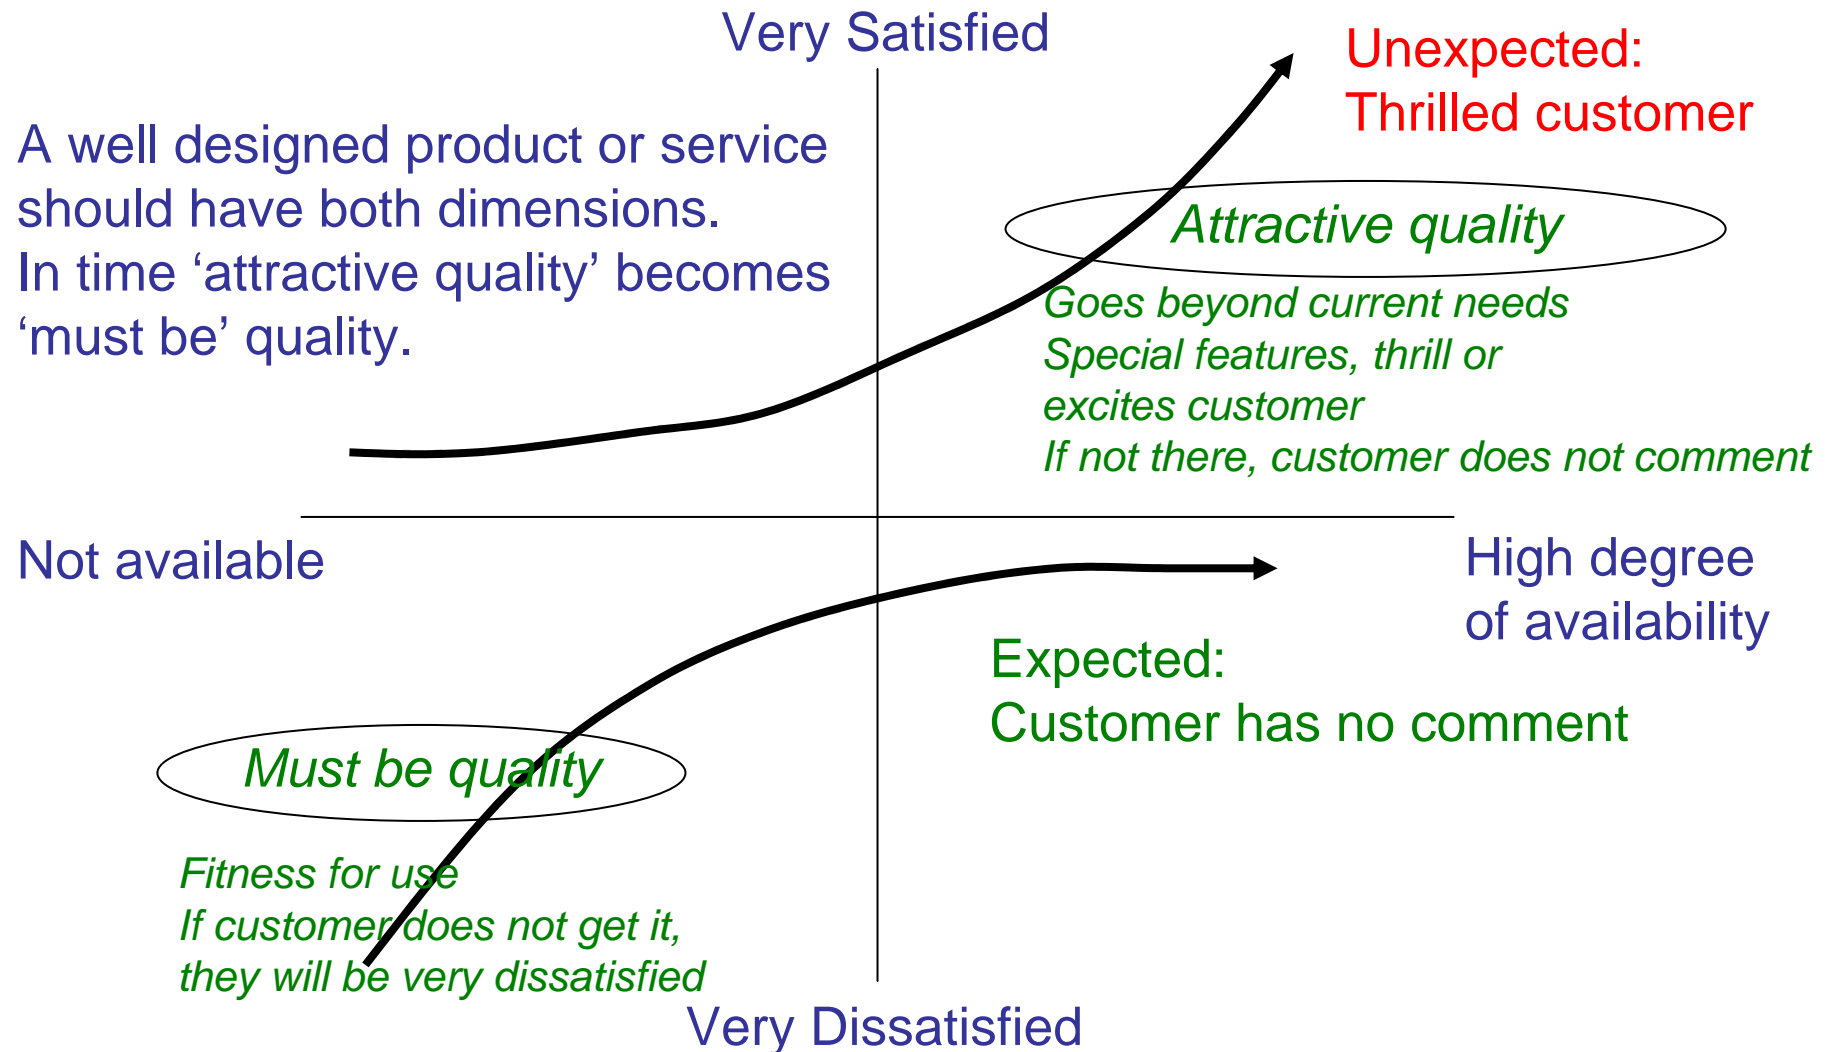 Very Satisfied
Unexpected:
Thrilled customer
A well designed product or service
should have both dimensions.
In time ‘attractive quality’ becomes
‘must be’ quality.
Attractive quality
Goes beyond current needs
Special features, thrill or
excites customer
If not there, customer does not comment
Not available
High degree
of availability
Expected:
Customer has no comment
Must be quality
Fitness for use
If customer does not get it,
they will be very dissatisfied
Very Dissatisfied